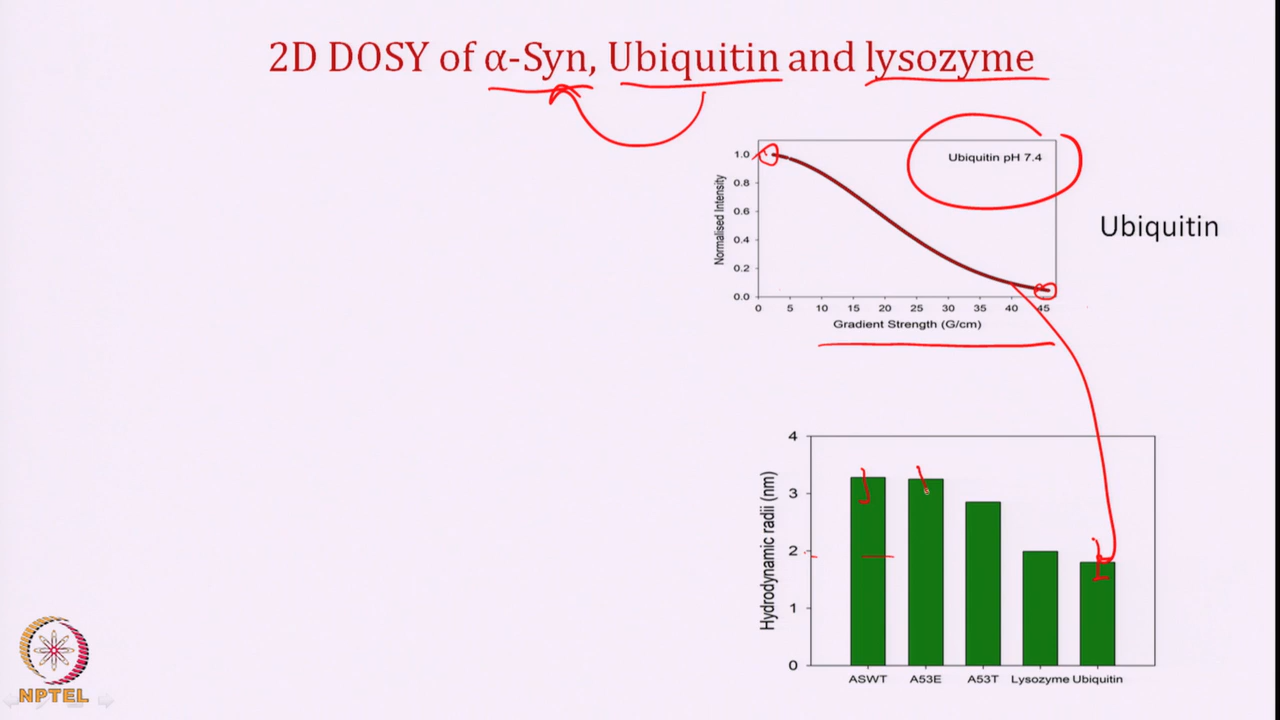 2D DOSY of α-Syn, Ubiquitin and lysozyme
Ubiquitin pH 7.4
1.0
0.8
0.6
0.4
0.2
0.0
Normalised Intensity
0 5 10 15 20 25 30 35 40 45
Gradient Strength (G/cm)
Ubiquitin
4
3
2
1
0
Hydrodynamic radii (nm)
ASWT A53E A53T Lysozyme Ubiquitin
NPTEL